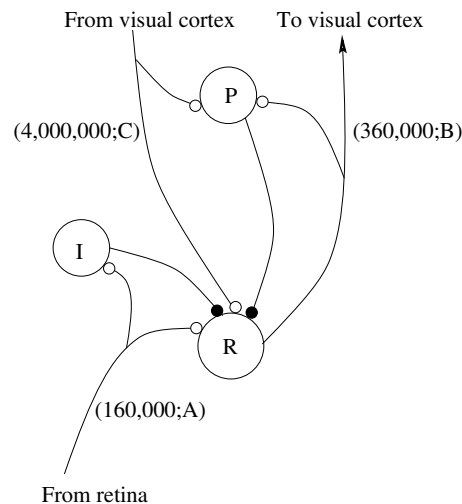 From visual cortex
To visual cortex
P
(4,000,000;C)
(360,000;B)
I
R
(160,000;A)
From retina